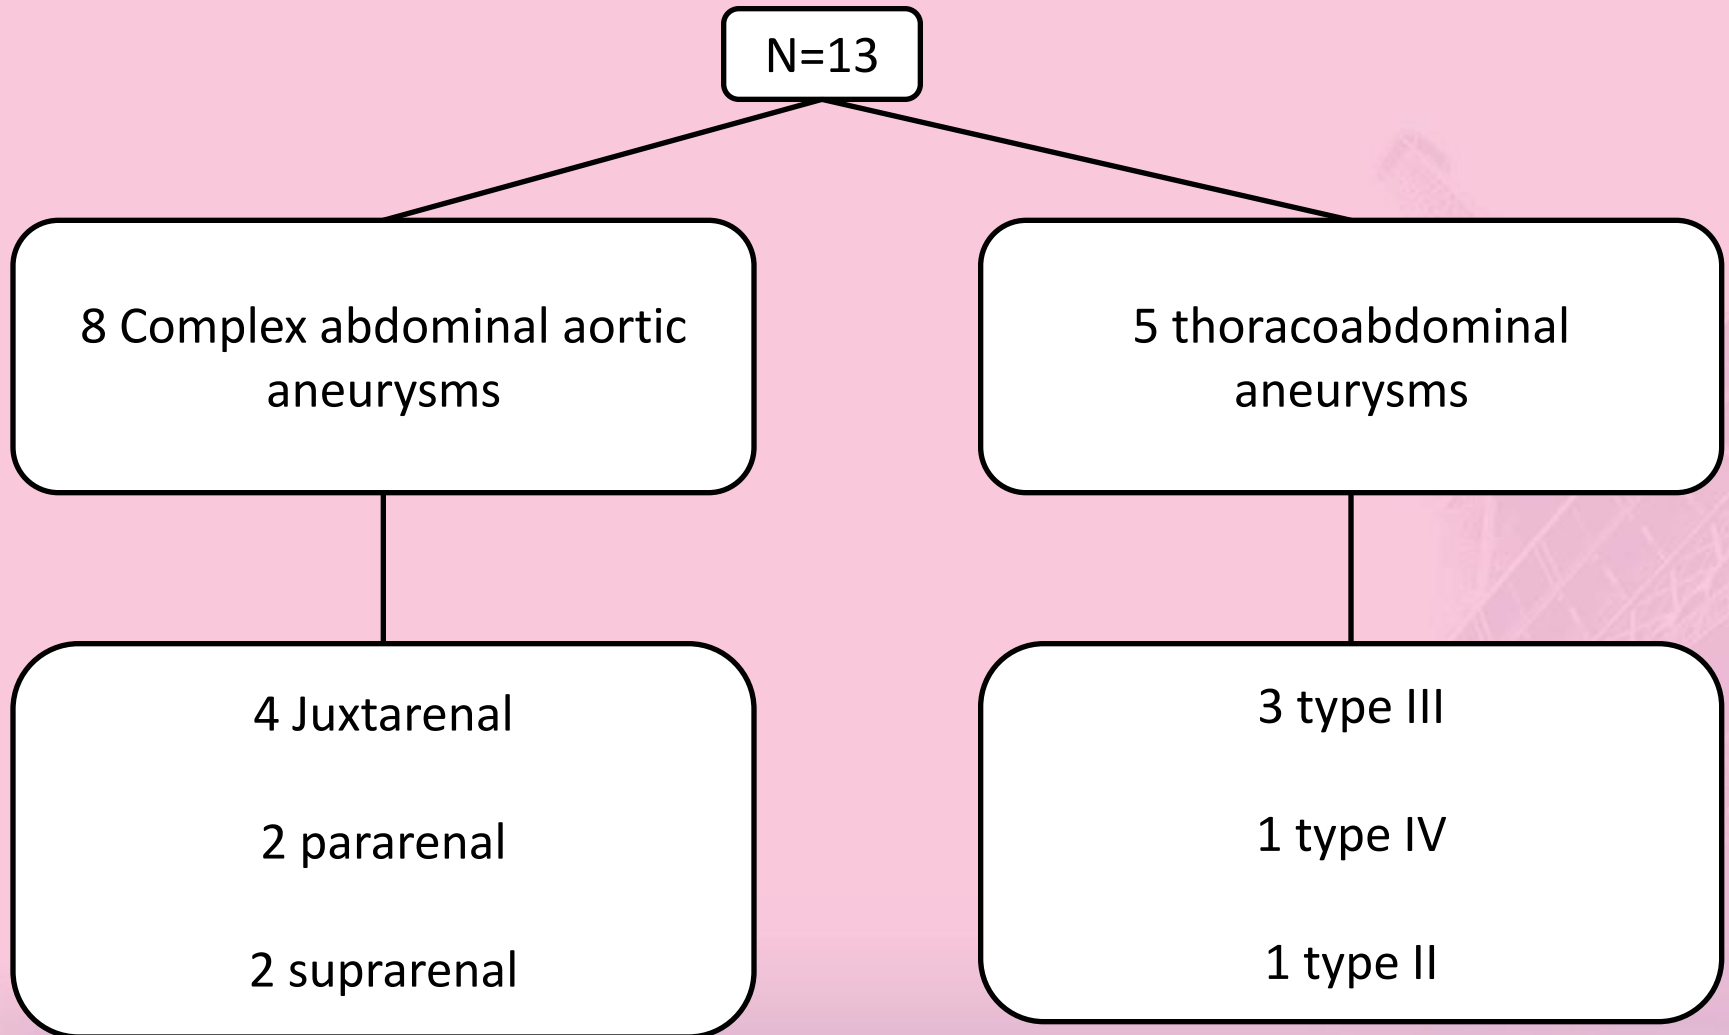 N=13
8 Complex abdominal aortic
aneurysms
5 thoracoabdominal
aneurysms
4 Juxtarenal
2 pararenal
2 suprarenal
3 type III
1 type IV
1 type II